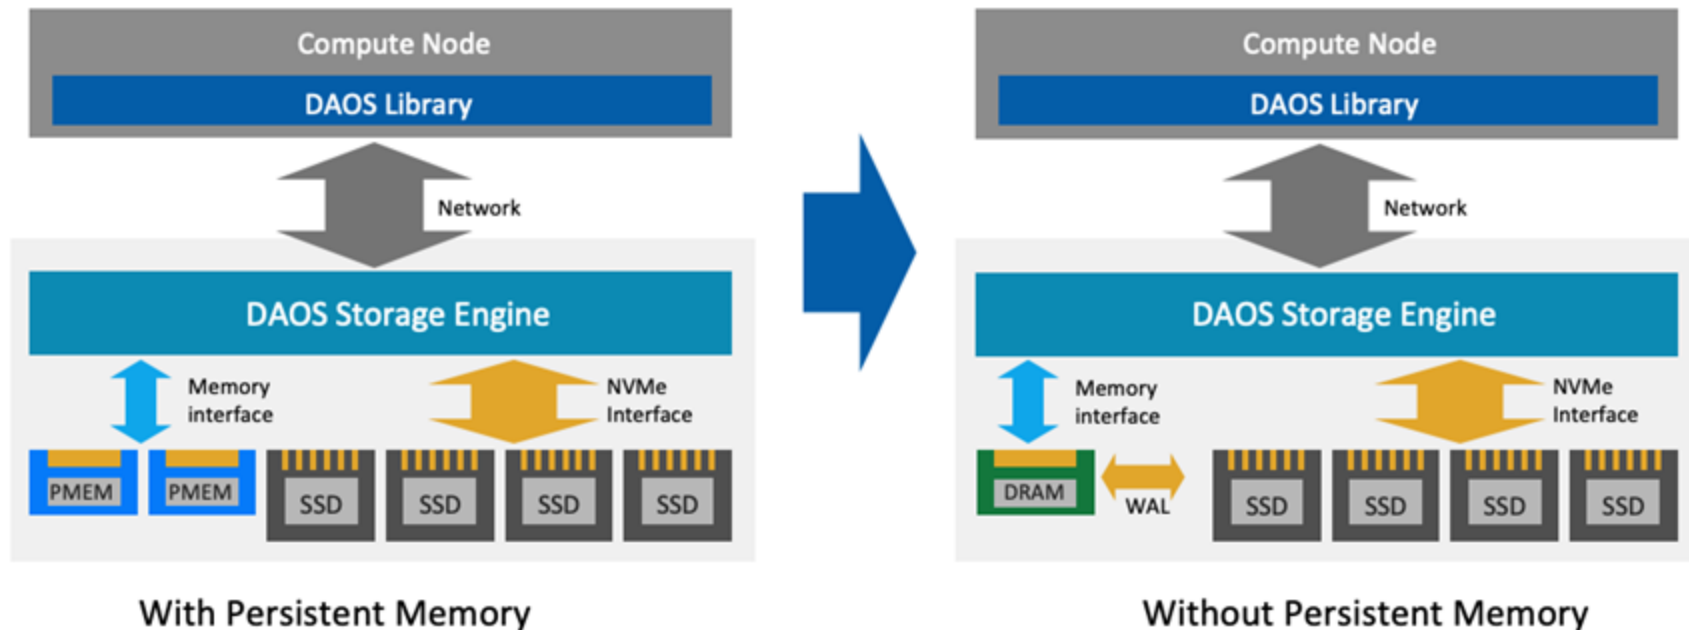 Compute Node
DAOS Library
Network
DAOS Storage Engine
Memory
interface
NVMe
Interface
PMEM
PMEM
SSD
SSD
SSD
SSD
With Persistent Memory
Compute Node
DAOS Library
Network
DAOS Storage Engine
Memory
interface
NVMe
Interface
DRAM
WAL
SSD
SSD
SSD
SSD
Without Persistent Memory